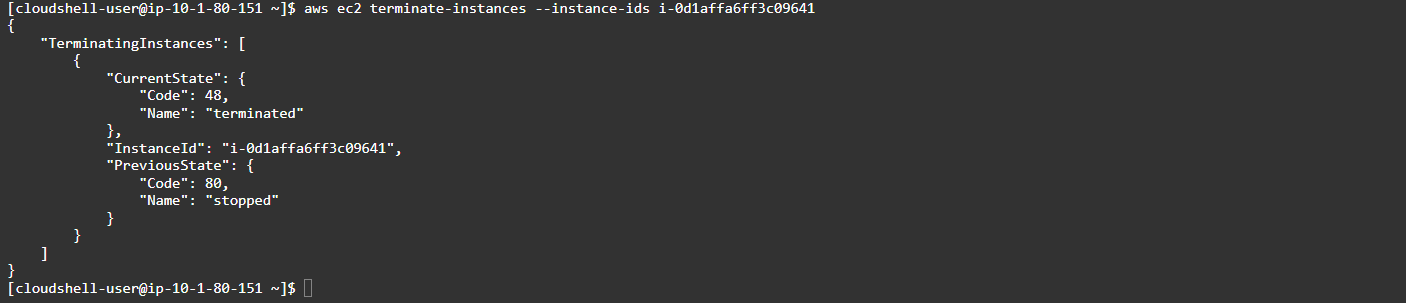 [cloudshell-user@ip-10-1-80-151 ~]$ aws ec2 terminate-instances --instance-ids i-0d1affa6ff3c09641
{
    "TerminatingInstances": [
        {
            "CurrentState": {
                "Code": 48,
                "Name": "terminated"
            },
            "InstanceId": "i-0d1affa6ff3c09641",
            "PreviousState": {
                "Code": 80,
                "Name": "stopped"
            }
        }
    ]
}
[cloudshell-user@ip-10-1-80-151 ~]$